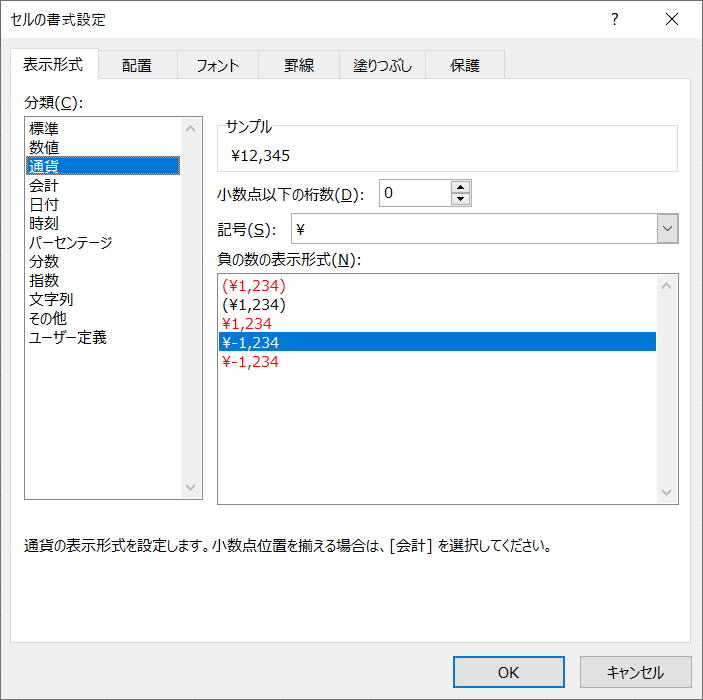 セルの書式設定
?
表示形式 配置 フォント 罫線 塗りつぶし 保護
分類(C):
標準
数値
通貨
会計
日付
時刻
パーセンテージ
分数
指数
文字列
その他
ユーザー定義
サンプル
¥12,345
小数点以下の桁数(D): 0
記号(S): ¥
負の数の表示形式(N):
(¥1,234)
(¥1,234)
¥1,234
¥-1,234
¥-1,234
通貨の表示形式を設定します。小数点位置を揃える場合は、[会計] を選択してください。
OK キャンセル